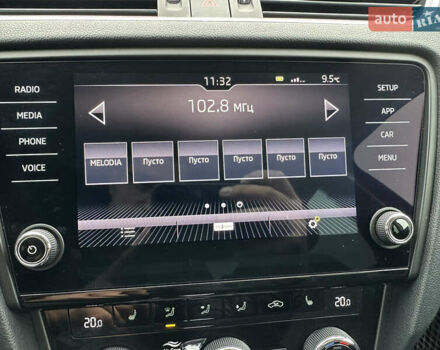 auto RIA
RADIO
MEDIA
PHONE
VOICE
11:32
9.5°C
102.8 МГц
MELODIA Пусто Пусто Пусто Пусто Пусто
SETUP
APP
CAR
MENU
20.0
20.0